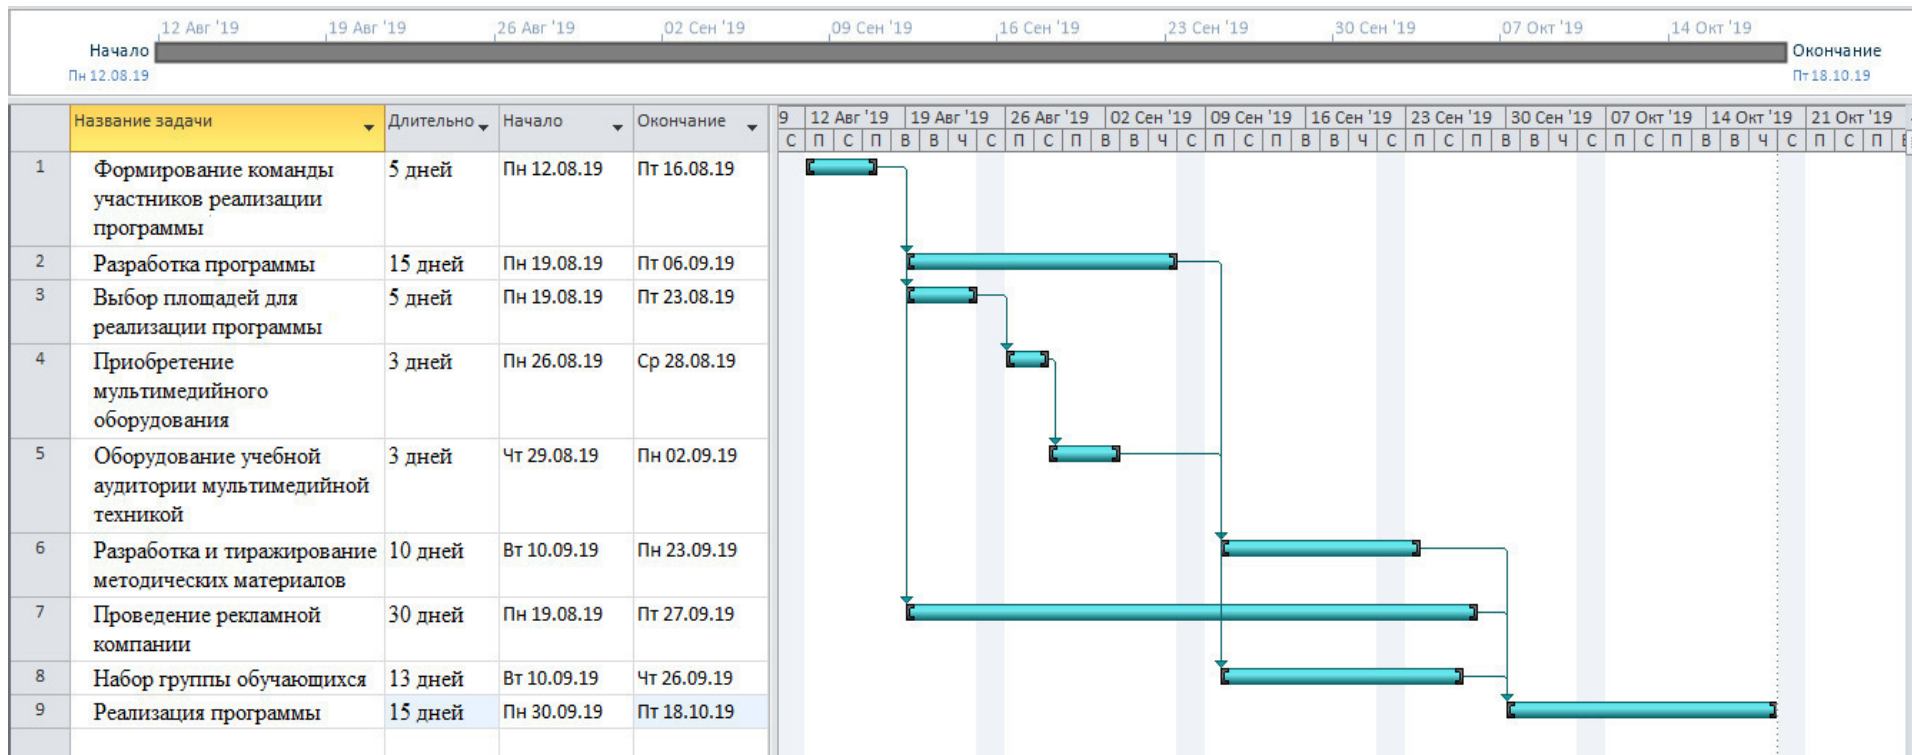 12 Авг '19 19 Авг '19 26 Авг '19 02 Сен '19 09 Сен '19 16 Сен '19 23 Сен '19 30 Сен '19 07 Окт '19 14 Окт '19
Начало
Пн 12.08.19
Окончание
Пт 18.10.19
Название задачи Длительно Начало Окончание
9 12 Авг '19 19 Авг '19 26 Авг '19 02 Сен '19 09 Сен '19 16 Сен '19 23 Сен '19 30 Сен '19 07 Окт '19 14 Окт '19 21 Окт '19
С П С П В В Ч С П С П В В Ч С П С П В В Ч С П С П В В Ч С П С П В В Ч С П С П
1 Формирование команды 5 дней Пн 12.08.19 Пт 16.08.19
участников реализации
программы
2 Разработка программы 15 дней Пн 19.08.19 Пт 06.09.19
3 Выбор площадей для 5 дней Пн 19.08.19 Пт 23.08.19
реализации программы
4 Приобретение 3 дней Пн 26.08.19 Ср 28.08.19
мультимедийного
оборудования
5 Оборудование учебной 3 дней Чт 29.08.19 Пн 02.09.19
аудитории мультимедийной
техникой
6 Разработка и тиражирование 10 дней Вт 10.09.19 Пн 23.09.19
методических материалов
7 Проведение рекламной 30 дней Пн 19.08.19 Пт 27.09.19
компании
8 Набор группы обучающихся 13 дней Вт 10.09.19 Чт 26.09.19
9 Реализация программы 15 дней Пн 30.09.19 Пт 18.10.19